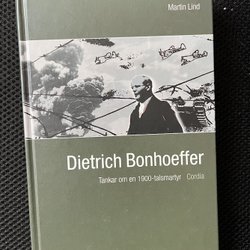 Martin Lind
Dietrich Bonhoeffer
Tankar om en 1900-talsmartyr Cordia